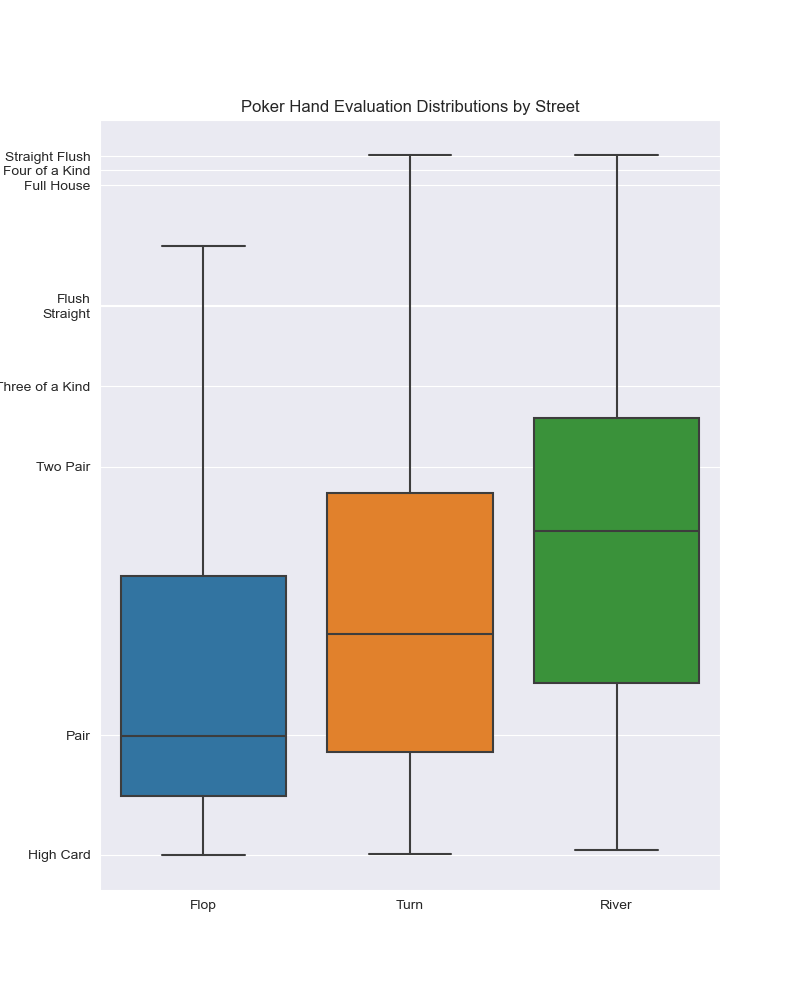 Poker Hand Evaluation Distributions by Street
Straight Flush
Four of a Kind
Full House
Flush
Straight
Three of a Kind
Two Pair
Pair
High Card
Flop Turn River